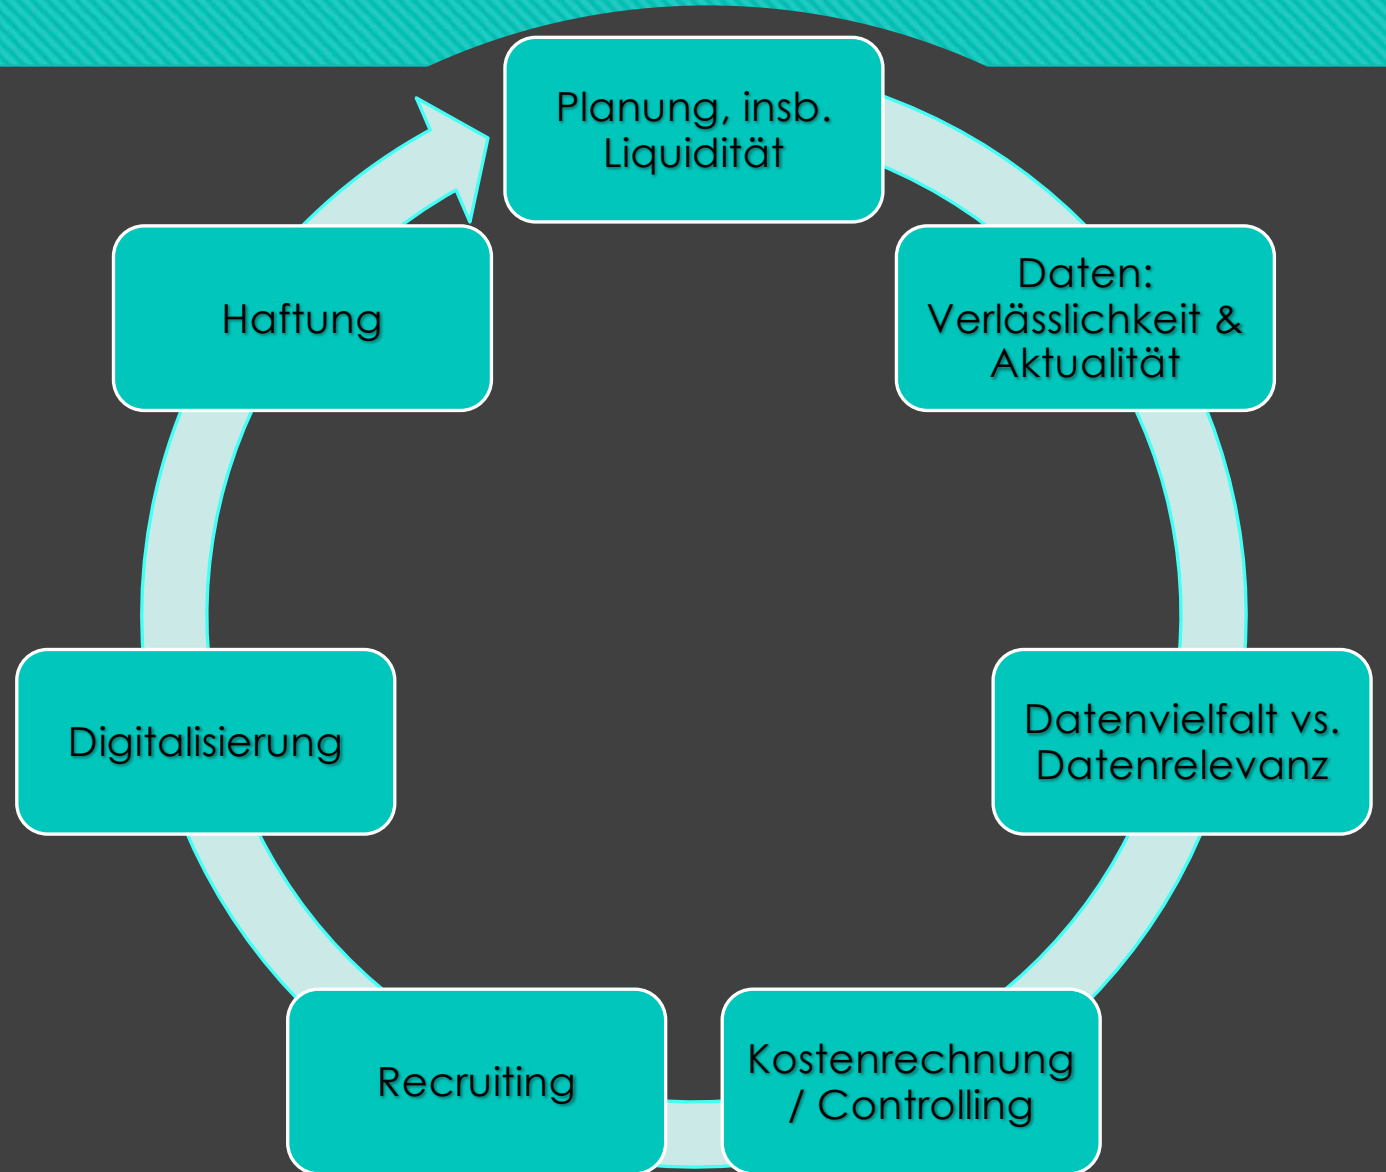 Planung, insb.
Liquidität
Daten:
Verlässlichkeit &
Aktualität
Datenvielfalt vs.
Datenrelevanz
Kostenrechnung
/ Controlling
Recruiting
Digitalisierung
Haftung